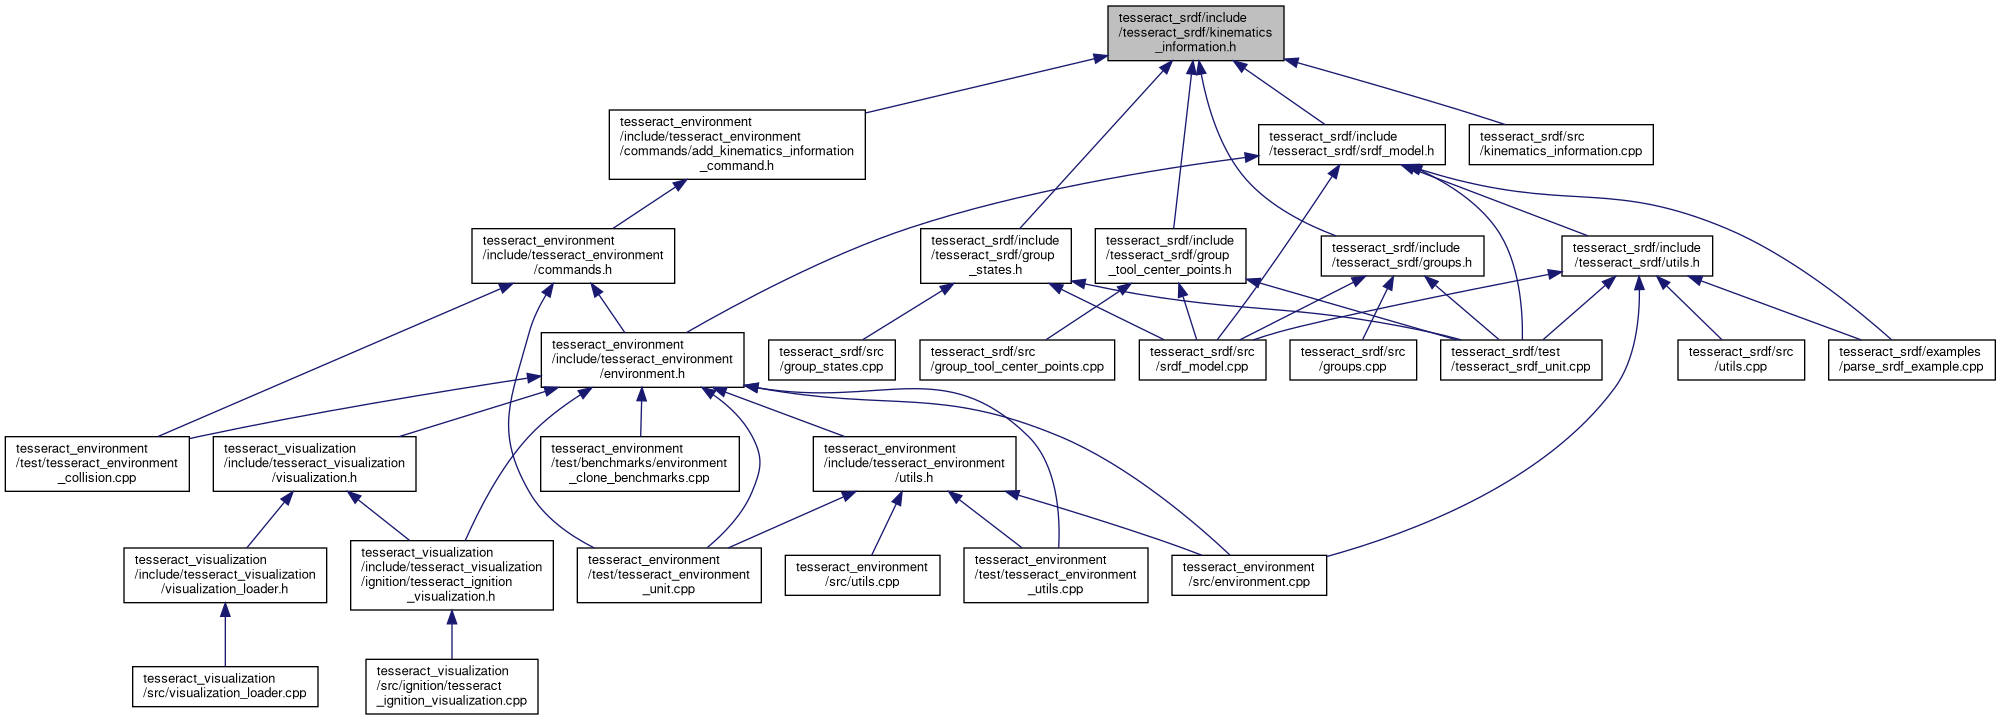 tesseract_srdf/include
/tesseract_srdf/kinematics
_information.h
tesseract_environment
/include/tesseract_environment
/commands/add_kinematics_information
_command.h
tesseract_srdf/include
/tesseract_srdf/srdf_model.h
tesseract_srdf/src
/kinematics_information.cpp
tesseract_environment
/include/tesseract_environment
/commands.h
tesseract_srdf/include
/tesseract_srdf/group
_states.h
tesseract_srdf/include
/tesseract_srdf/group
_tool_center_points.h
tesseract_srdf/include
/tesseract_srdf/groups.h
tesseract_srdf/include
/tesseract_srdf/utils.h
tesseract_environment
/include/tesseract_environment
/environment.h
tesseract_srdf/src
/group_states.cpp
tesseract_srdf/src
/group_tool_center_points.cpp
tesseract_srdf/src
/srdf_model.cpp
tesseract_srdf/src
/groups.cpp
tesseract_srdf/test
/tesseract_srdf_unit.cpp
tesseract_srdf/src
/utils.cpp
tesseract_srdf/examples
/parse_srdf_example.cpp
tesseract_environment
/test/tesseract_environment
_collision.cpp
tesseract_visualization
/include/tesseract_visualization
/visualization.h
tesseract_environment
/test/benchmarks/environment
_clone_benchmarks.cpp
tesseract_environment
/include/tesseract_environment
/utils.h
tesseract_visualization
/include/tesseract_visualization
/visualization_loader.h
tesseract_visualization
/include/tesseract_visualization
/ignition/tesseract_ignition
_visualization.h
tesseract_environment
/test/tesseract_environment
_unit.cpp
tesseract_environment
/src/utils.cpp
tesseract_environment
/test/tesseract_environment
_utils.cpp
tesseract_environment
/src/environment.cpp
tesseract_visualization
/src/visualization_loader.cpp
tesseract_visualization
/src/ignition/tesseract
_ignition_visualization.cpp